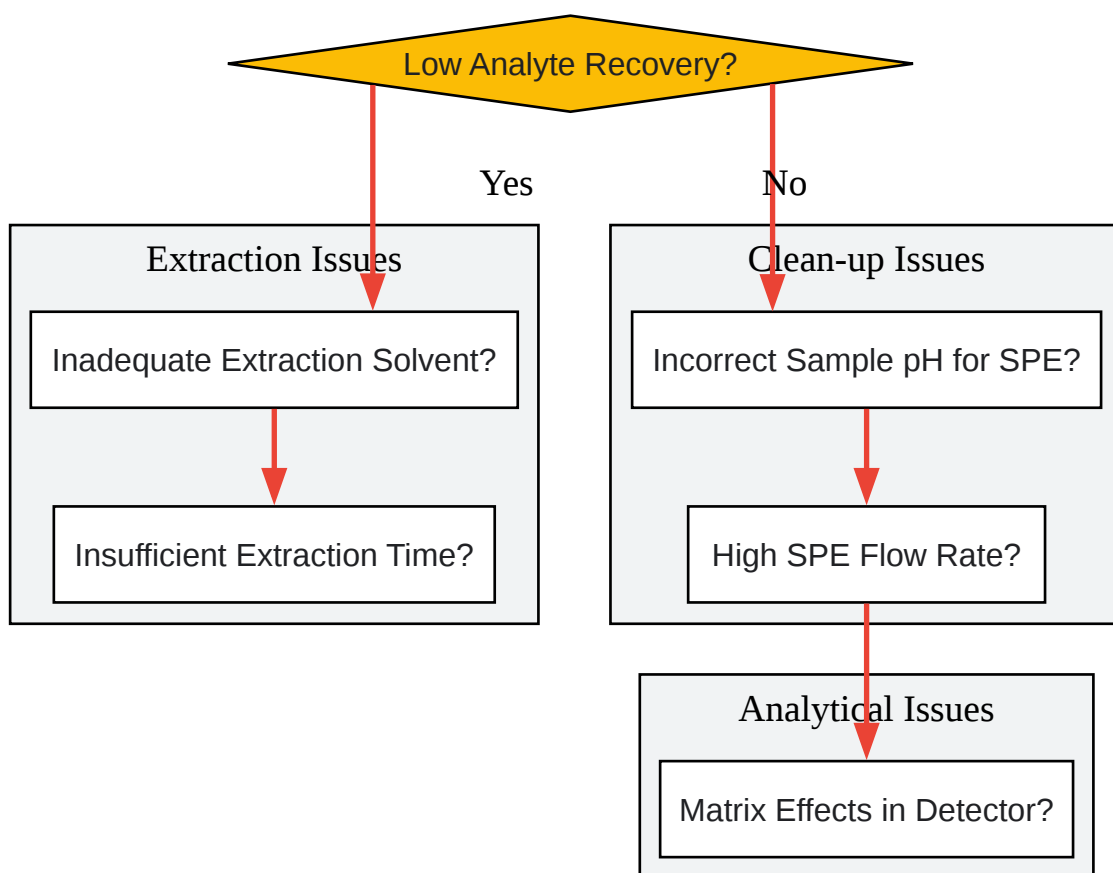 Low Analyte Recovery?
Yes
No
Extraction Issues
Inadequate Extraction Solvent?
Insufficient Extraction Time?
Clean-up Issues
Incorrect Sample pH for SPE?
High SPE Flow Rate?
Analytical Issues
Matrix Effects in Detector?